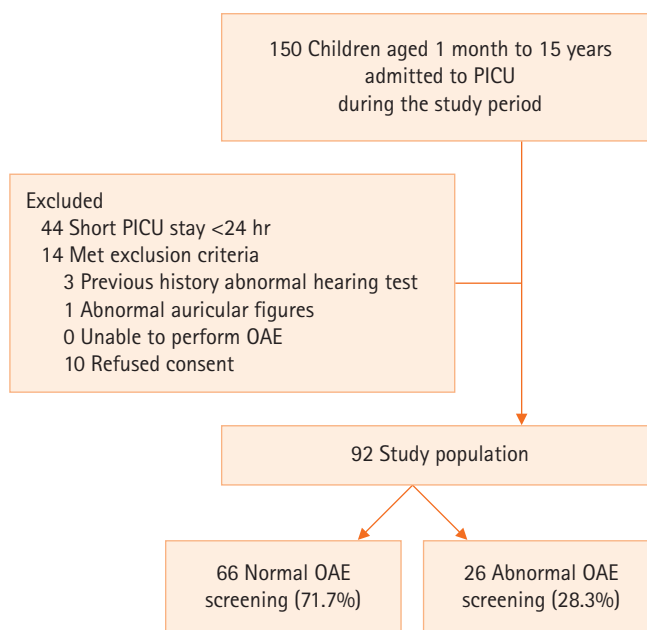 150 Children aged 1 month to 15 years
admitted to PICU
during the study period
Excluded
44 Short PICU stay <24 hr
14 Met exclusion criteria
3 Previous history abnormal hearing test
1 Abnormal auricular figures
0 Unable to perform OAE
10 Refused consent
92 Study population
66 Normal OAE
screening (71.7%)
26 Abnormal OAE
screening (28.3%)